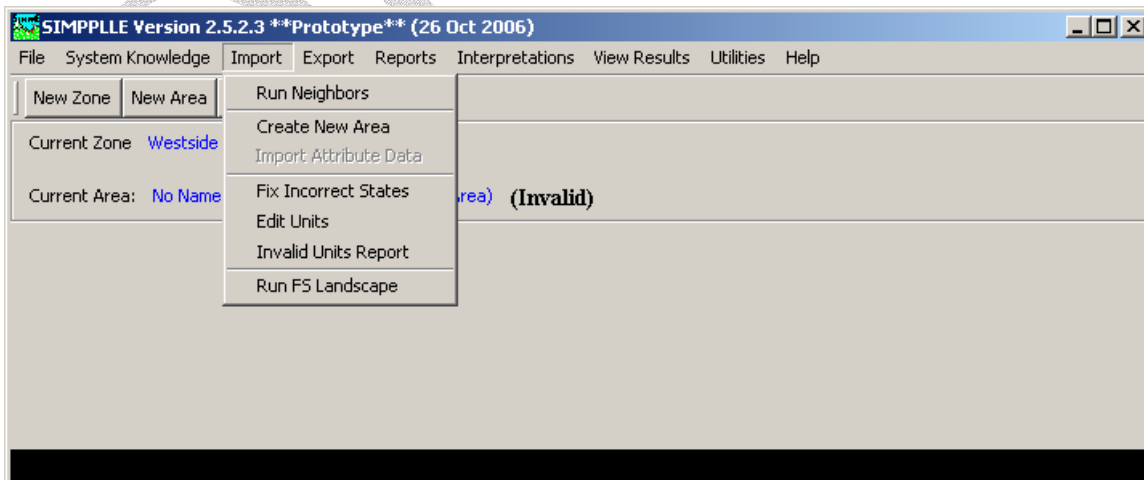 SIMPPLLE Version 2.5.2.3 **Prototype** (26 Oct 2006)
File System Knowledge Import Export Reports Interpretations View Results Utilities Help
New Zone New Area
Run Neighbors
Create New Area
Current Zone Westside
Import Attribute Data
Fix Incorrect States
Current Area: No Name (Invalid)
Edit Units
Invalid Units Report
Run FS Landscape